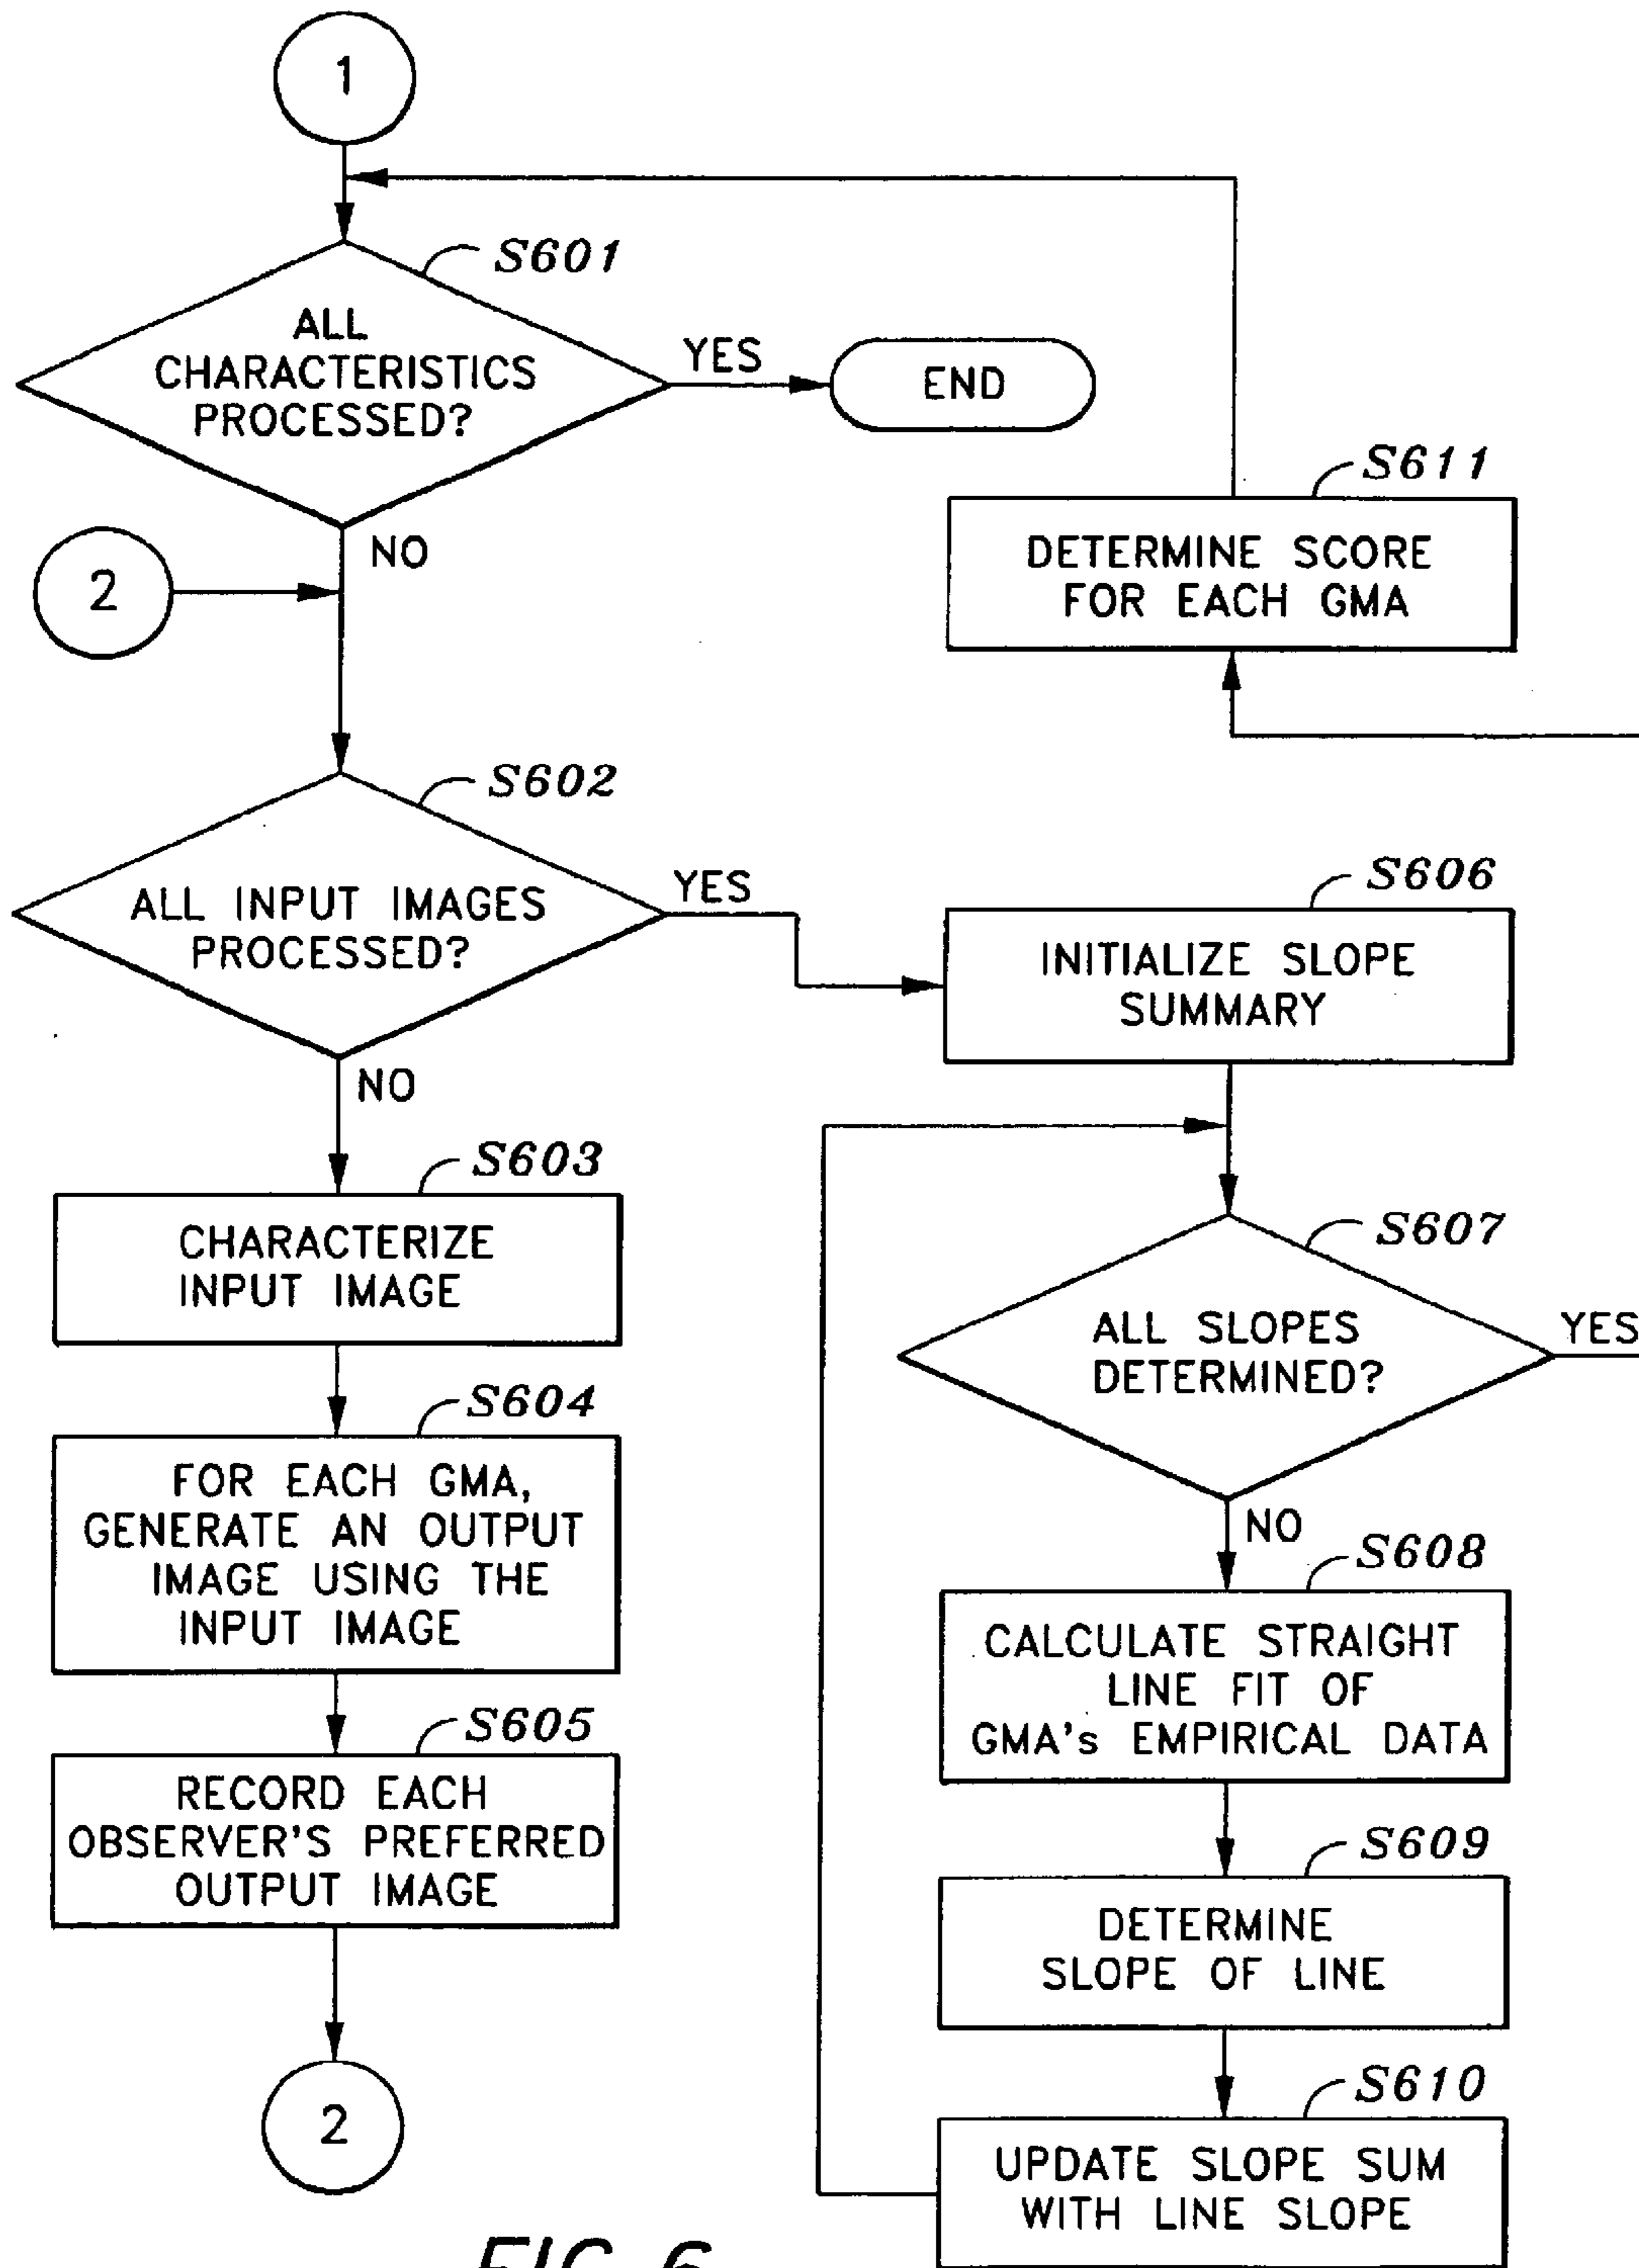 1
S601
ALL
CHARACTERISTICS
PROCESSED?
YES
END
NO
2
S611
DETERMINE SCORE
FOR EACH GMA
S602
ALL INPUT IMAGES
PROCESSED?
YES
NO
S606
INITIALIZE SLOPE
SUMMARY
S603
CHARACTERIZE
INPUT IMAGE
S604
FOR EACH GMA,
GENERATE AN OUTPUT
IMAGE USING THE
INPUT IMAGE
S605
RECORD EACH
OBSERVER'S PREFERRED
OUTPUT IMAGE
2
S607
ALL SLOPES
DETERMINED?
YES
NO
S608
CALCULATE STRAIGHT
LINE FIT OF
GMA's EMPIRICAL DATA
S609
DETERMINE
SLOPE OF LINE
S610
UPDATE SLOPE SUM
WITH LINE SLOPE
FIG. 6